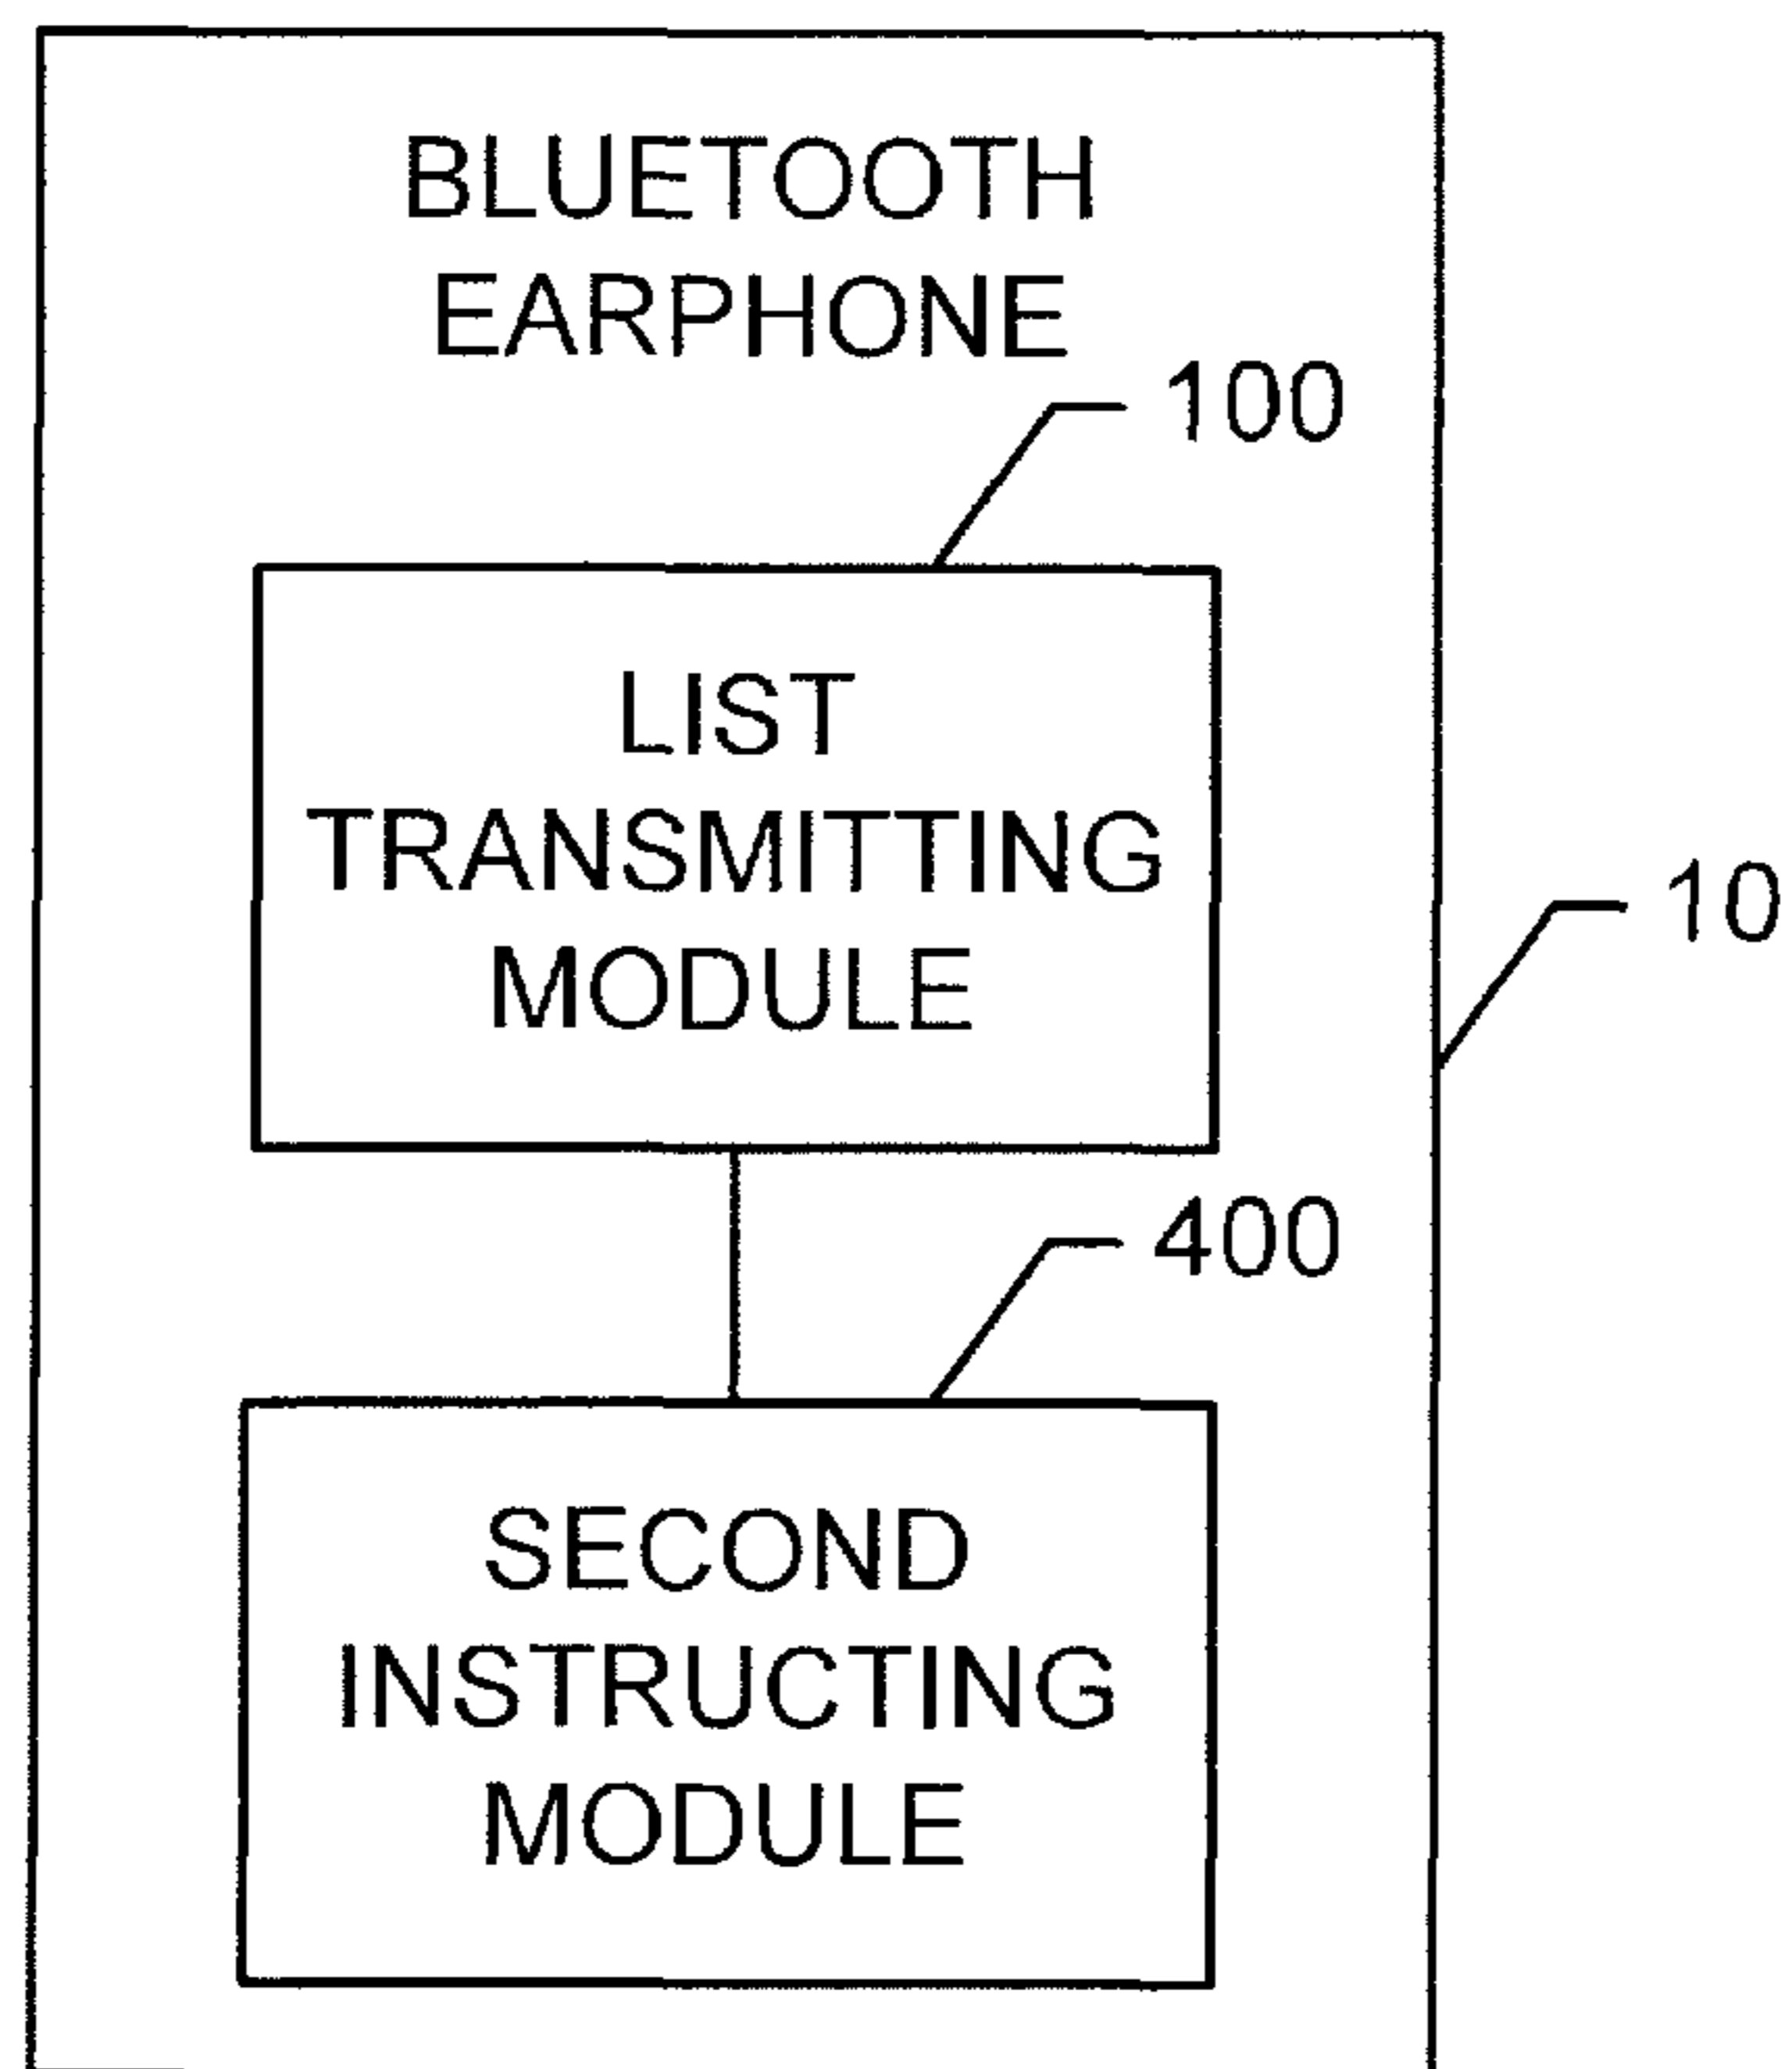 BLUETOOTH
EARPHONE
100
LIST
TRANSMITTING
MODULE
10
400
SECOND
INSTRUCTING
MODULE